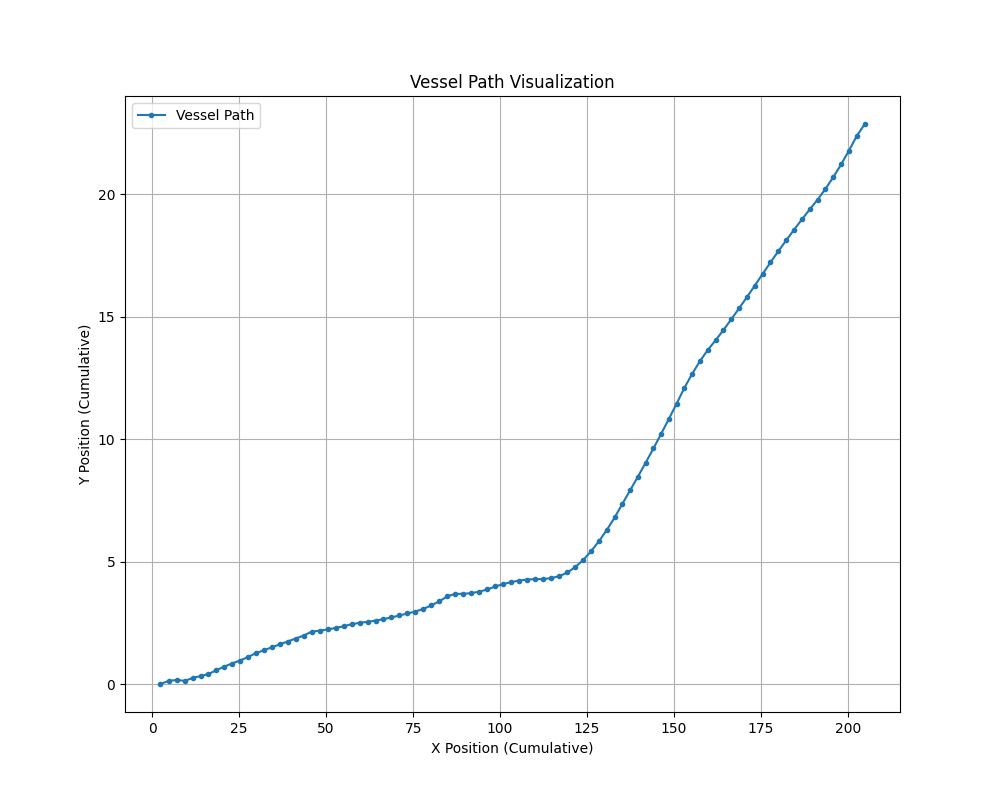 Vessel Path Visualization
Vessel Path
Y Position (Cumulative)
20
15
10
5
0
0 25 50 75 100 125 150 175 200
X Position (Cumulative)